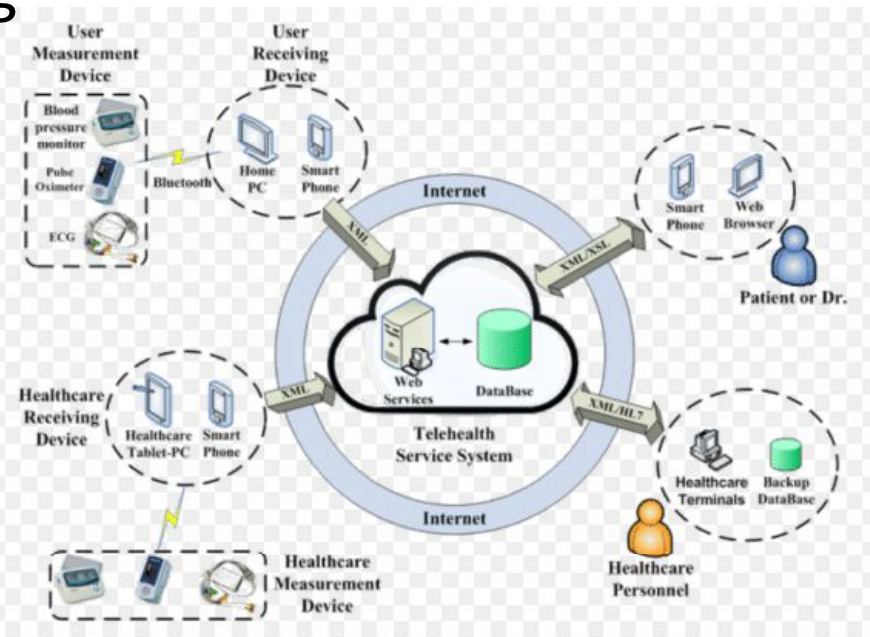 User
Measurement
Device
User
Receiving
Device
Blood
pressure
monitor
Pulse
Oximeter
ECG
Bluetooth
Home
PC
Smart
Phone
Internet
XML
XML/XSL
Smart
Phone
Web
Browser
Patient or Dr.
Web
Services
DataBase
Telehealth
Service System
Healthcare
Receiving
Device
Healthcare
Tablet-PC
Smart
Phone
XML
XML/HL7
Healthcare
Terminals
Backup
DataBase
Healthcare
Personnel
Internet
Healthcare
Measurement
Device